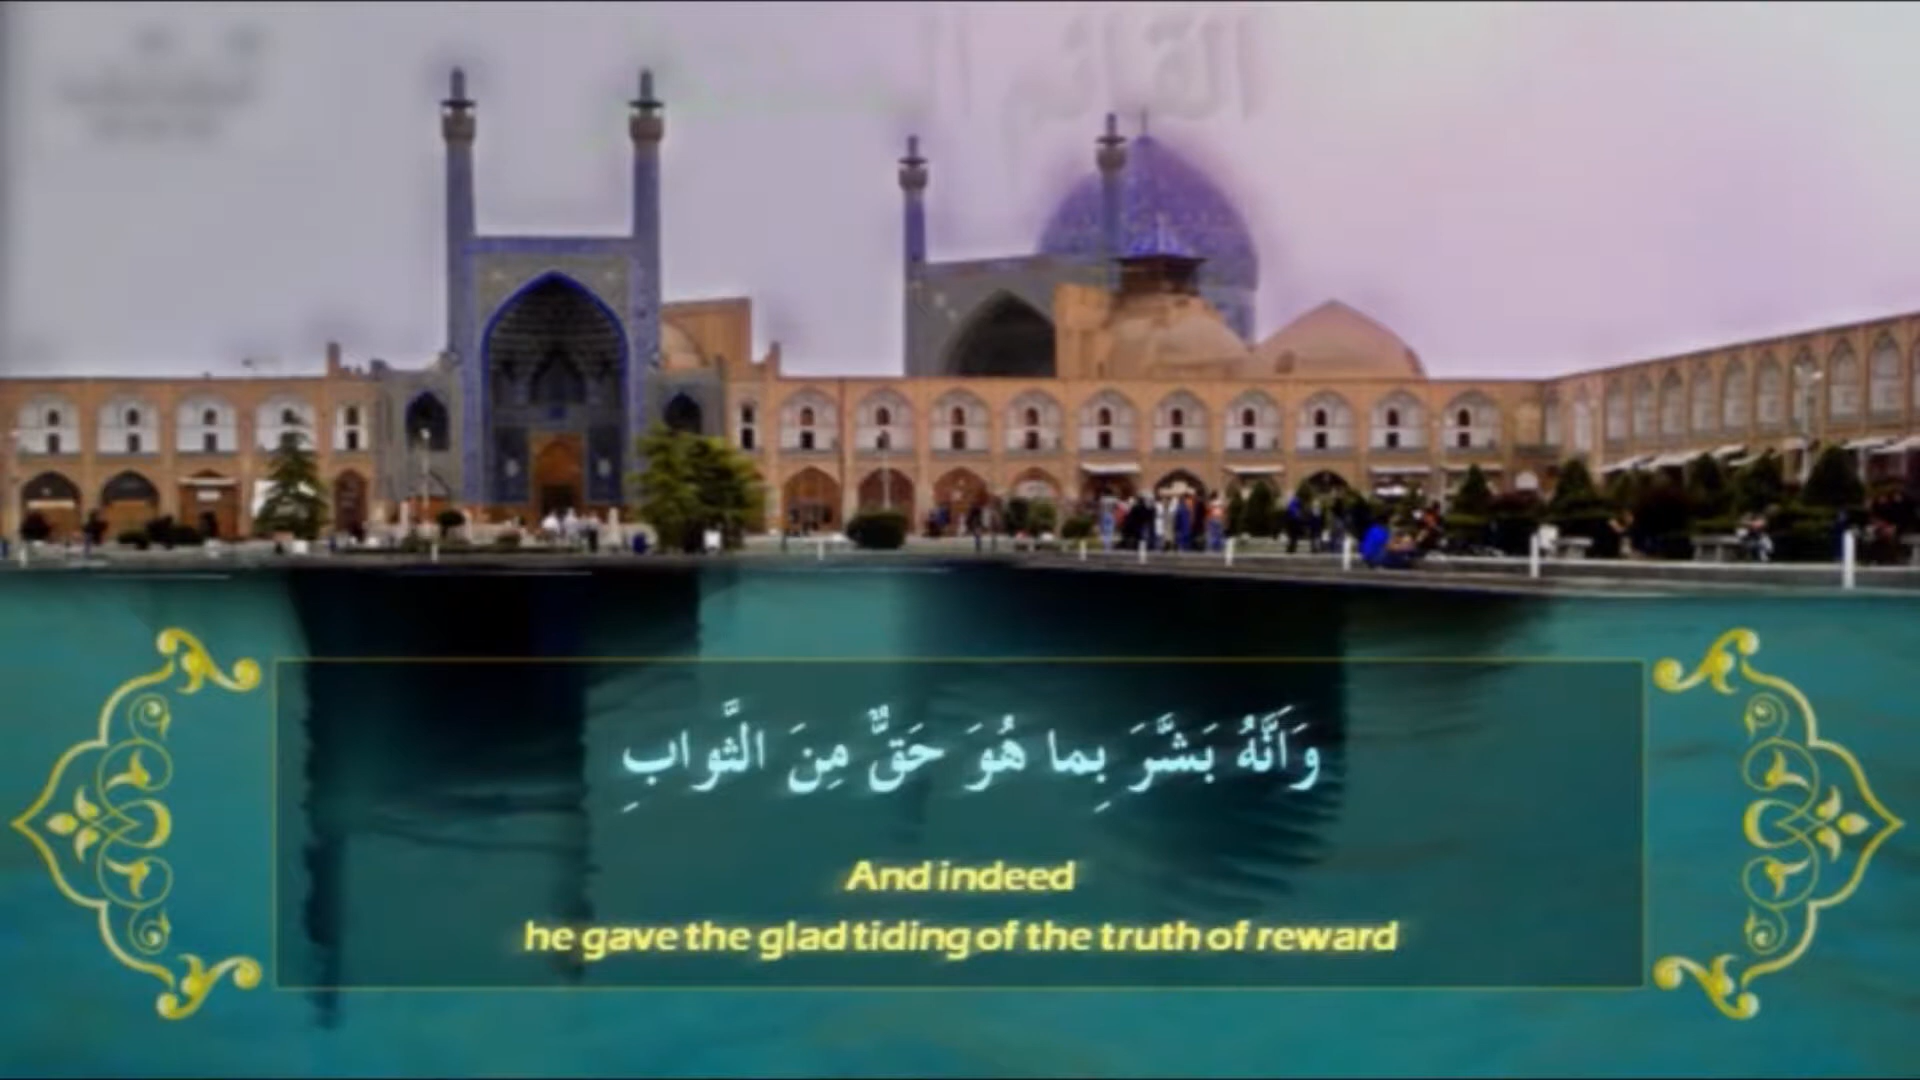 وَاَنَّهُ بَشَّرَ بِما هُوَ حَقٌّ مِنَ الثَّوابِ
And indeed
he gave the glad tiding of the truth of reward